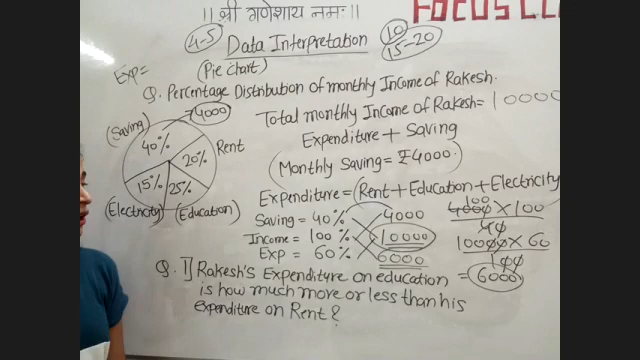 ।। श्री गणेशाय नमः ।।
FOCUS CL
4-5
Data Interpretation
10
15-20
Exp=
(Pie chart)
Q. Percentage Distribution of monthly Income of Rakesh.
4000
Total monthly Income of Rakesh = 10000
Expenditure + Saving
(Saving)
40%
Rent
20%
15%
25%
(Electricity)
(Education)
Monthly Saving = ₹4000.
Expenditure = (Rent + Education + Electricity
Saving = 40% 4000
Income = 100% 10000
Exp = 60% 6000
100
4000 × 100
40
10000 × 60
100
= 6000
Q. 1] Rakesh's Expenditure on education
is how much more or less than his
expenditure on Rent?